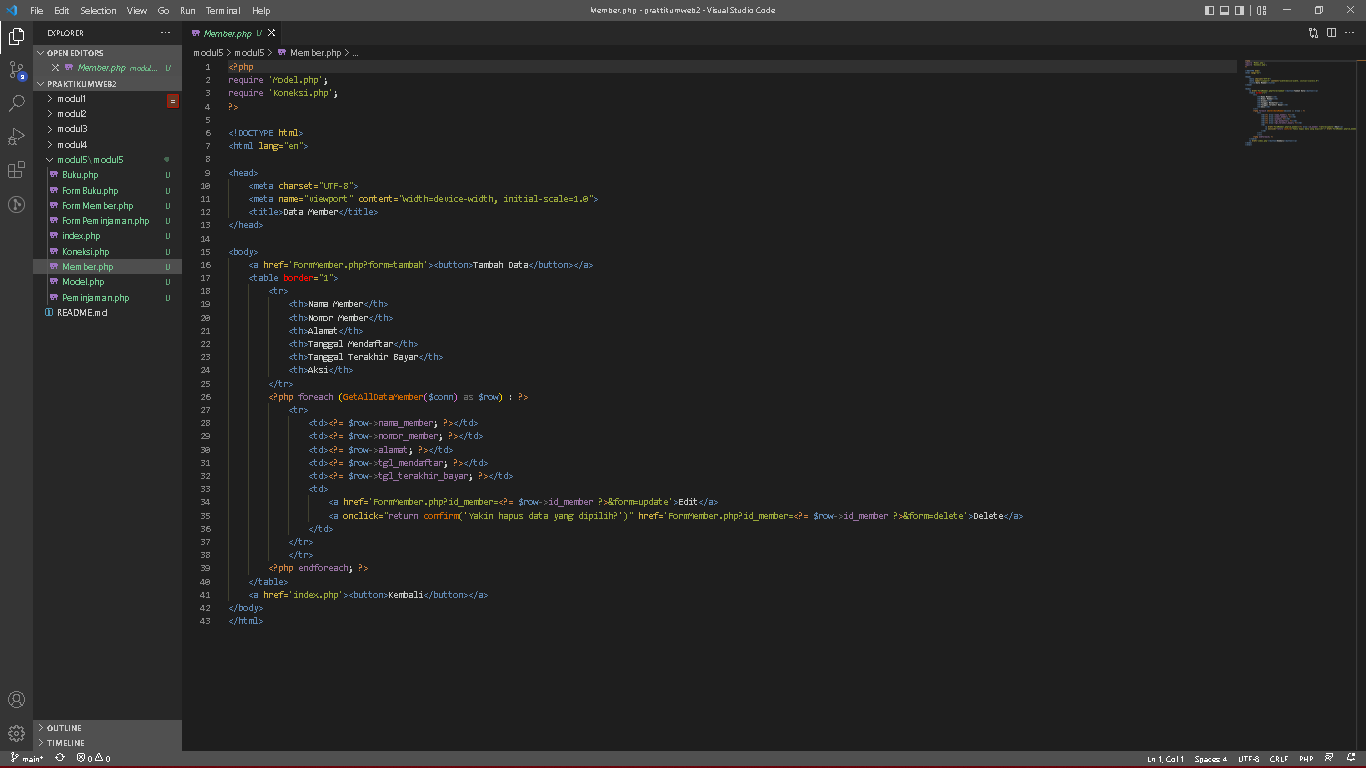 File Edit Selection View Go Run Terminal Help
Member.php - praktikumweb2 - Visual Studio Code
EXPLORER
OPEN EDITORS
Member.php modul... U
PRAKTIKUMWEB2
modul1
modul2
modul3
modul4
modul5\modul5
Buku.php U
FormBuku.php U
FormMember.php U
FormPeminjaman.php U
index.php U
Koneksi.php U
Member.php U
Model.php U
Peminjaman.php U
README.md
OUTLINE
TIMELINE
Member.php U
modul5 > modul5 > Member.php > ...
1 <?php
2 require 'Model.php';
3 require 'Koneksi.php';
4 ?>
5
6 <!DOCTYPE html>
7 <html lang="en">
8
9 <head>
10 <meta charset="UTF-8">
11 <meta name="viewport" content="width=device-width, initial-scale=1.0">
12 <title>Data Member</title>
13 </head>
14
15 <body>
16 <a href='FormMember.php?form=tambah'><button>Tambah Data</button></a>
17 <table border="1">
18 <tr>
19 <th>Nama Member</th>
20 <th>Nomor Member</th>
21 <th>Alamat</th>
22 <th>Tanggal Mendaftar</th>
23 <th>Tanggal Terakhir Bayar</th>
24 <th>Aksi</th>
25 </tr>
26 <?php foreach (GetAllDataMember($conn) as $row) : ?>
27 <tr>
28 <td><?= $row->nama_member; ?></td>
29 <td><?= $row->nomor_member; ?></td>
30 <td><?= $row->alamat; ?></td>
31 <td><?= $row->tgl_mendaftar; ?></td>
32 <td><?= $row->tgl_terakhir_bayar; ?></td>
33 <td>
34 <a href='FormMember.php?id_member=<?= $row->id_member ?>&form=update'>Edit</a>
35 <a onclick="return confirm('Yakin hapus data yang dipilih?')" href='FormMember.php?id_member=<?= $row->id_member ?>&form=delete'>Delete</a>
36 </td>
37 </tr>
38 </tr>
39 <?php endforeach; ?>
40 </table>
41 <a href='index.php'><button>Kembali</button></a>
42 </body>
43 </html>
main* 0 0
Ln 1, Col 1 Spaces: 4 UTF-8 CRLF PHP